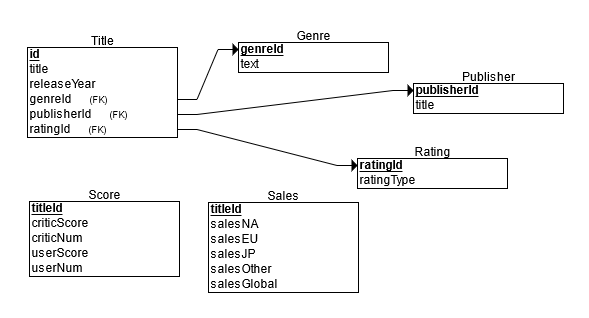 Title
id
title
releaseYear
genreId (FK)
publisherId (FK)
ratingId (FK)
Genre
genreId
text
Publisher
publisherId
title
Rating
ratingId
ratingType
Score
titleId
criticScore
criticNum
userScore
userNum
Sales
titleId
salesNA
salesEU
salesJP
salesOther
salesGlobal